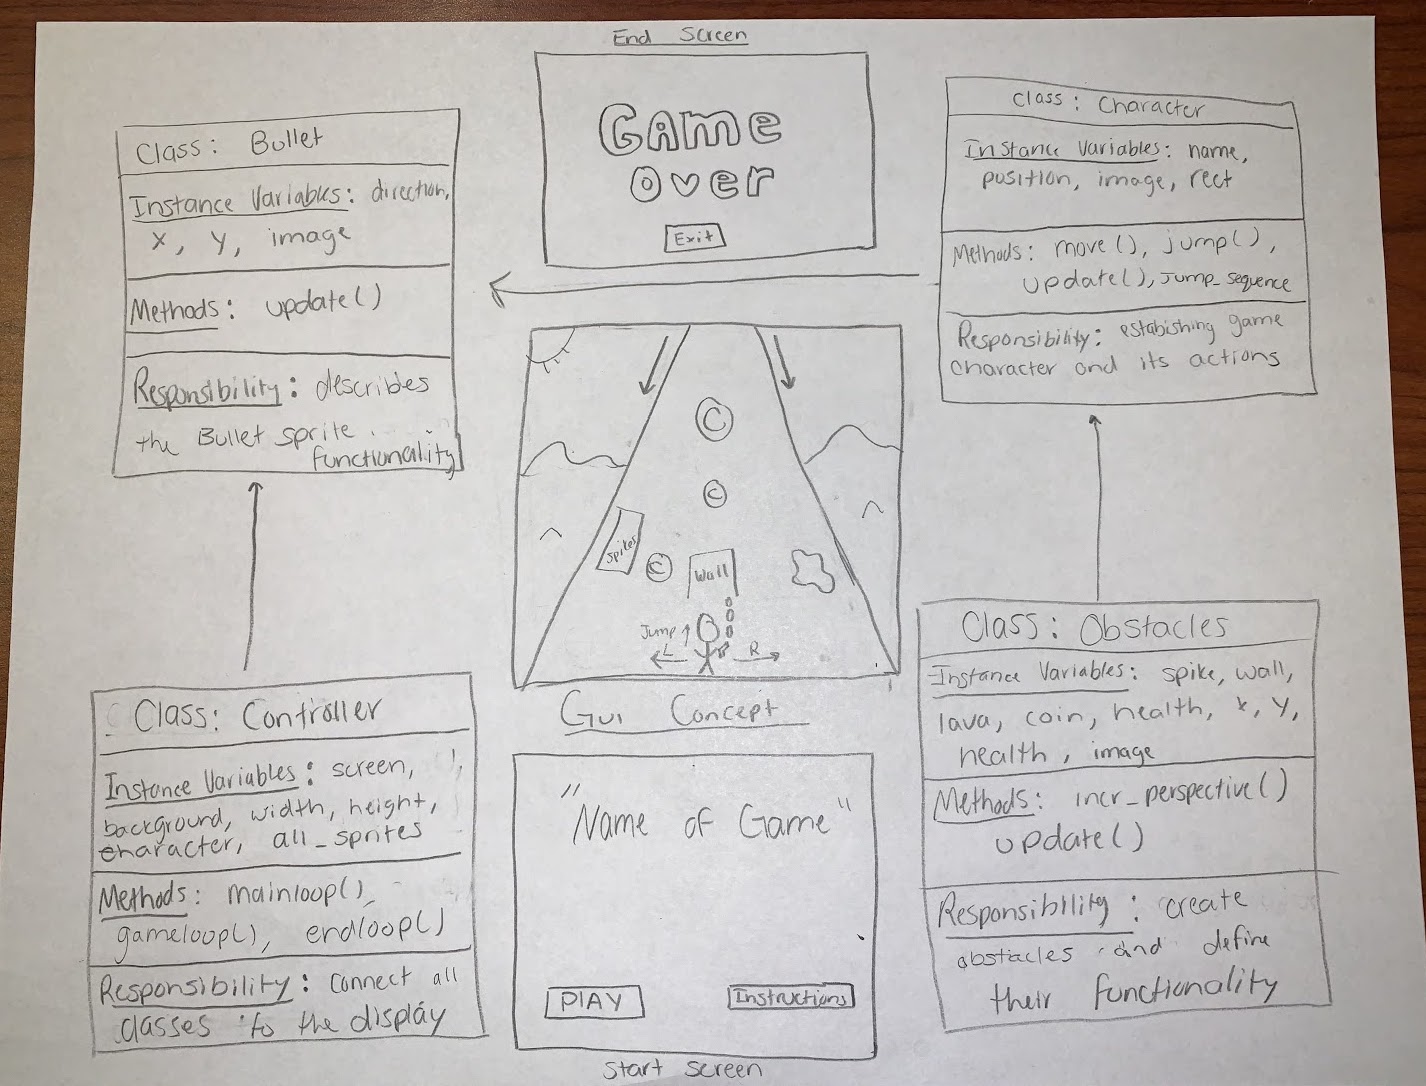 End Screen
GAme
over
Exit
Class: Bullet
Instance Variables: direction,
x, y, image
Methods: update()
Responsibility: describes
the Bullet sprite
functionality
class: Character
Instance Variables: name,
position, image, rect
Methods: move(), jump(),
update(), jump_sequence
Responsibility: estabishing game
character and its actions
C
C
Spikes
C
Wall
Jump
L
R
Gui Concept
Class: Controller
Instance Variables: screen,
background, width, height,
character, all_sprites
Methods: mainloop(),
gameloop(), endloop()
Responsibility: connect all
classes to the display
Class: Obstacles
Instance Variables: spike, wall,
lava, coin, health, x, y,
health, image
Methods: incr_perspective()
update()
Responsibility: create
obstacles and define
their functionality
"Name of Game"
PlAY
Instructions
Start Screen